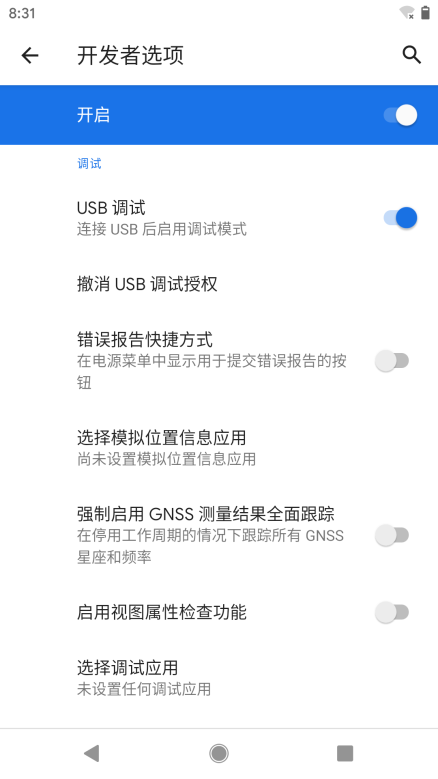 8:31
开发者选项
开启
调试
USB 调试
连接 USB 后启用调试模式
撤消 USB 调试授权
错误报告快捷方式
在电源菜单中显示用于提交错误报告的按
钮
选择模拟位置信息应用
尚未设置模拟位置信息应用
强制启用 GNSS 测量结果全面跟踪
在停用工作周期的情况下跟踪所有 GNSS
星座和频率
启用视图属性检查功能
选择调试应用
未设置任何调试应用